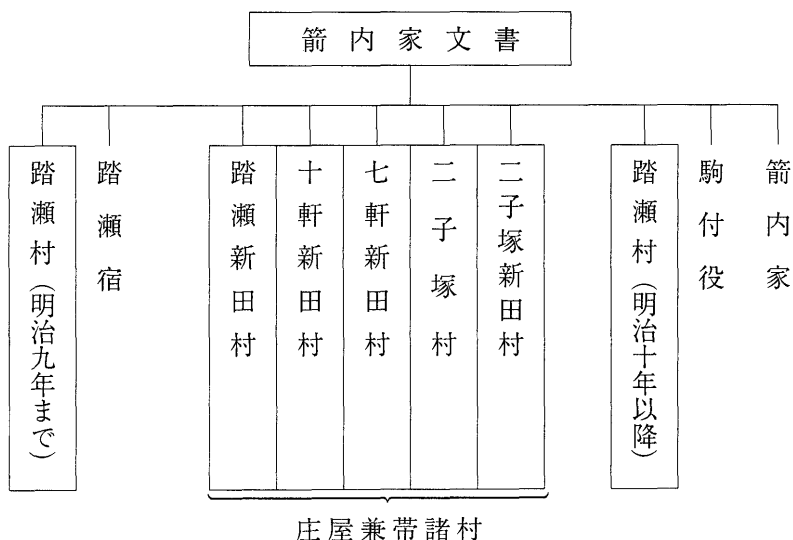 箭内家文書
箭内家
駒付役
踏瀬村（明治十年以降）
二子塚新田村
二子塚村
七軒新田村
十軒新田村
踏瀬新田村
踏瀬宿
踏瀬村（明治九年まで）
庄屋兼帯諸村